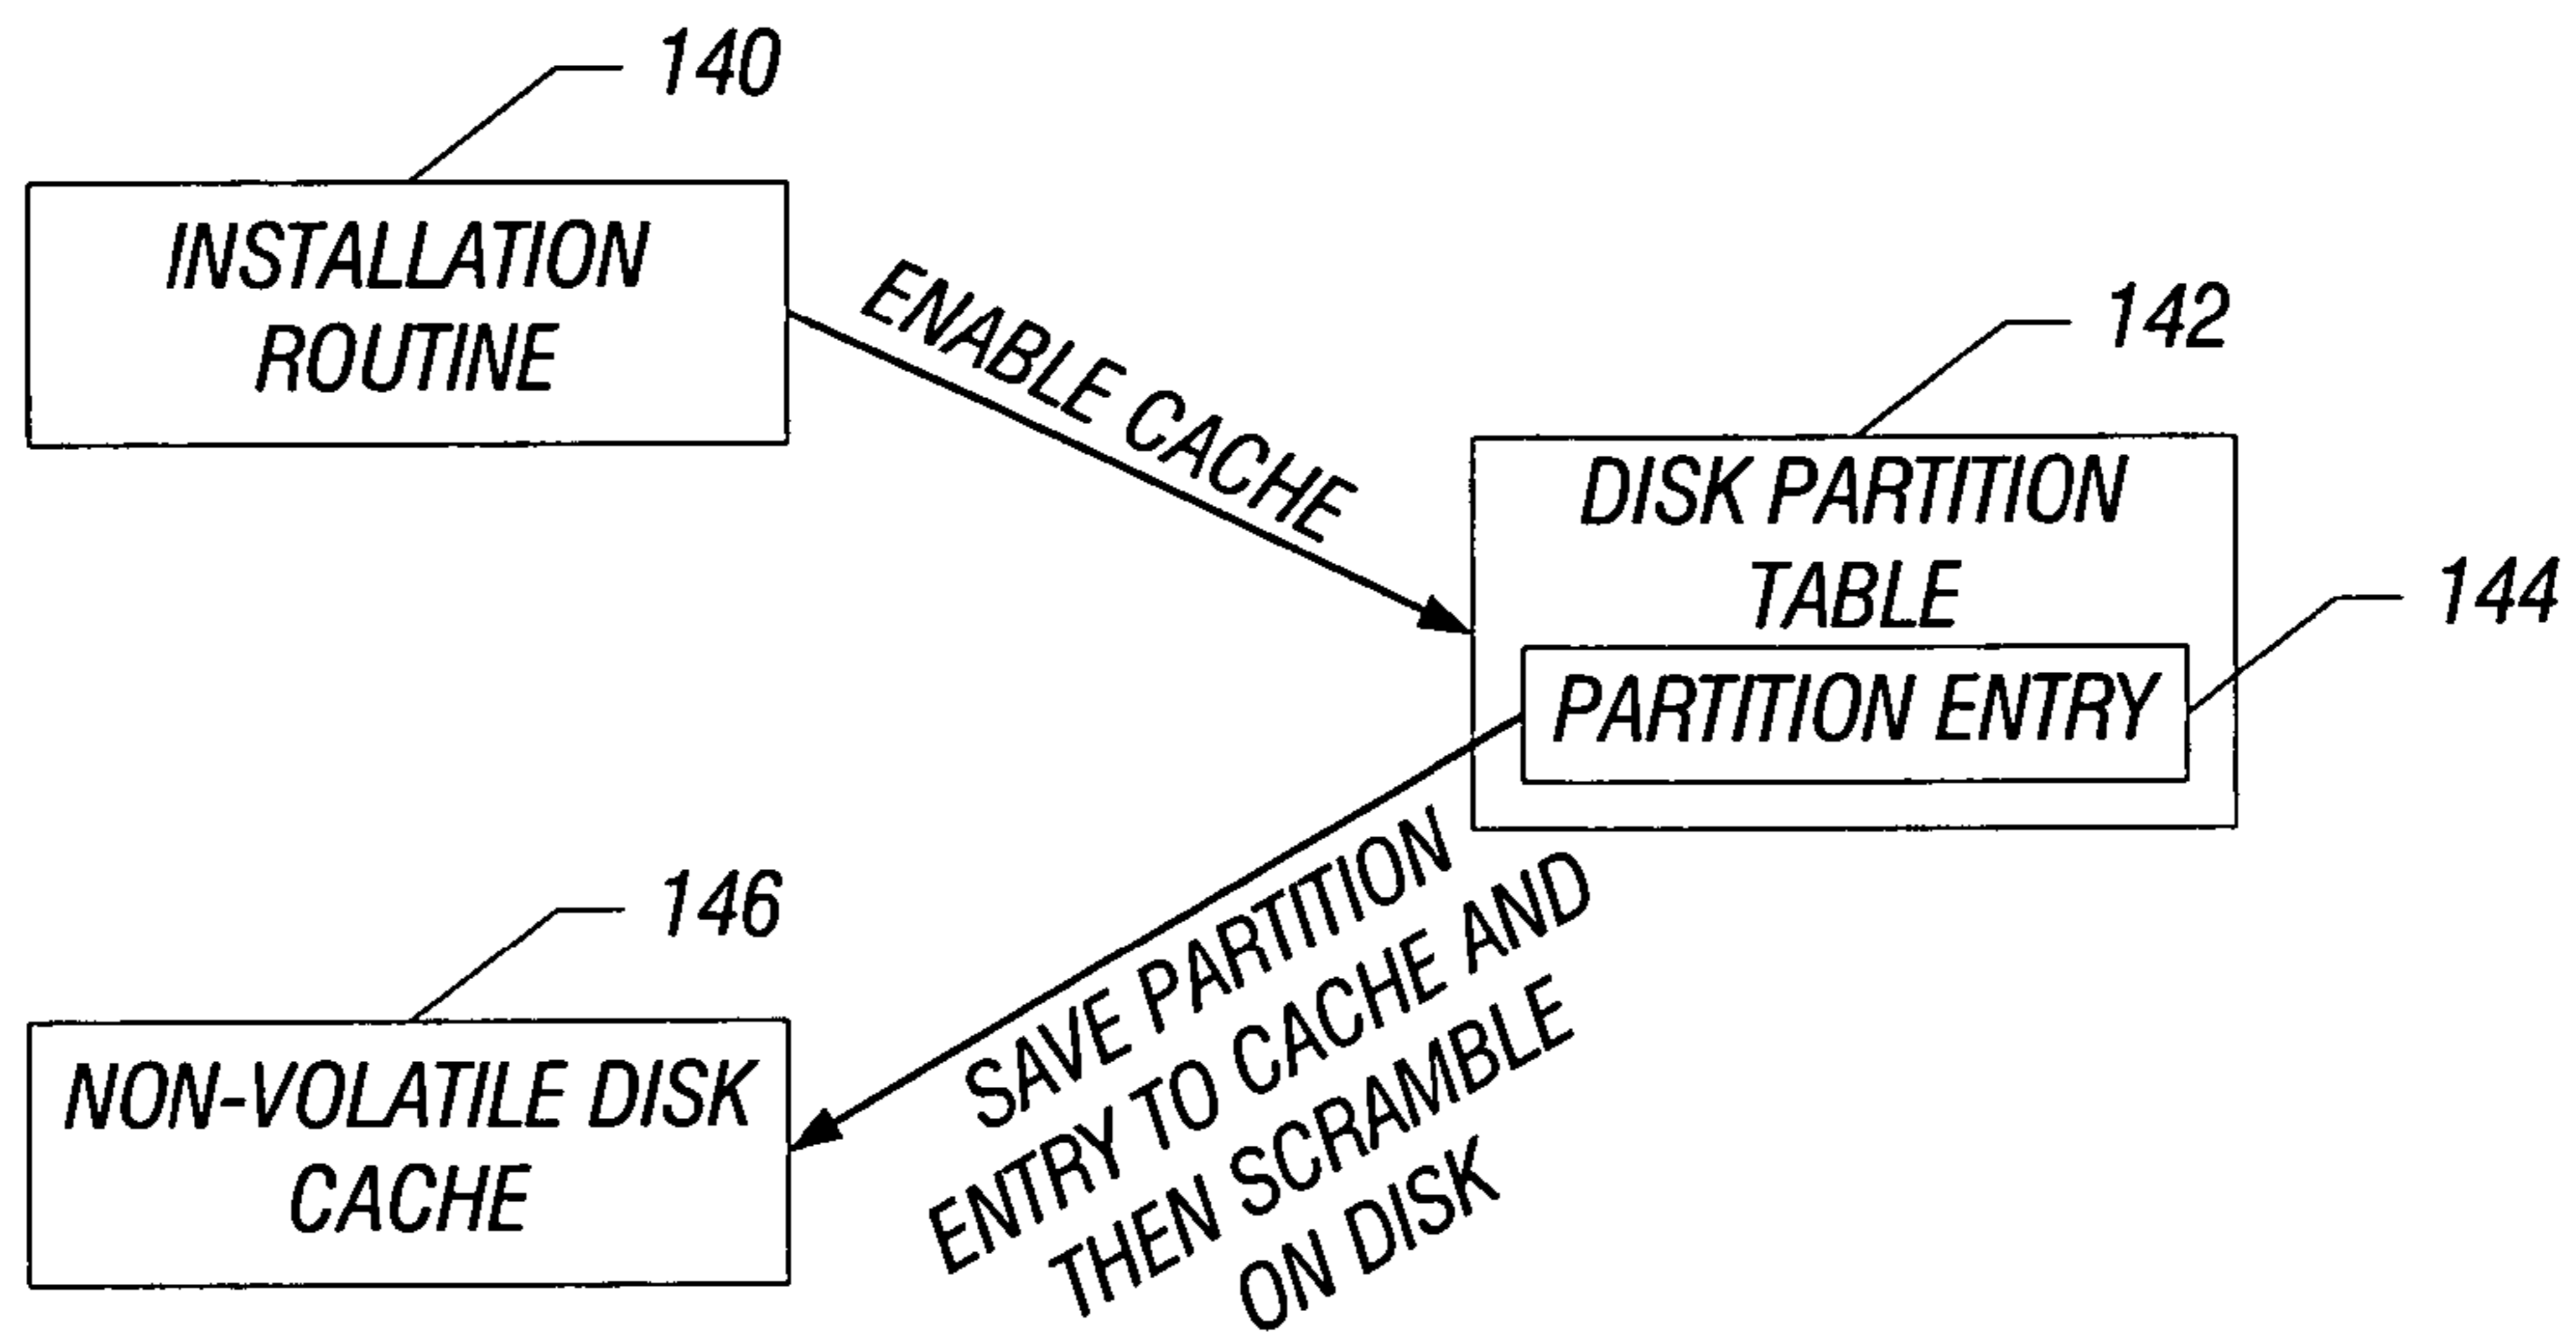 140
INSTALLATION
ROUTINE
ENABLE CACHE
142
DISK PARTITION
TABLE
144
PARTITION ENTRY
SAVE PARTITION
ENTRY TO CACHE AND
THEN SCRAMBLE
ON DISK
146
NON-VOLATILE DISK
CACHE